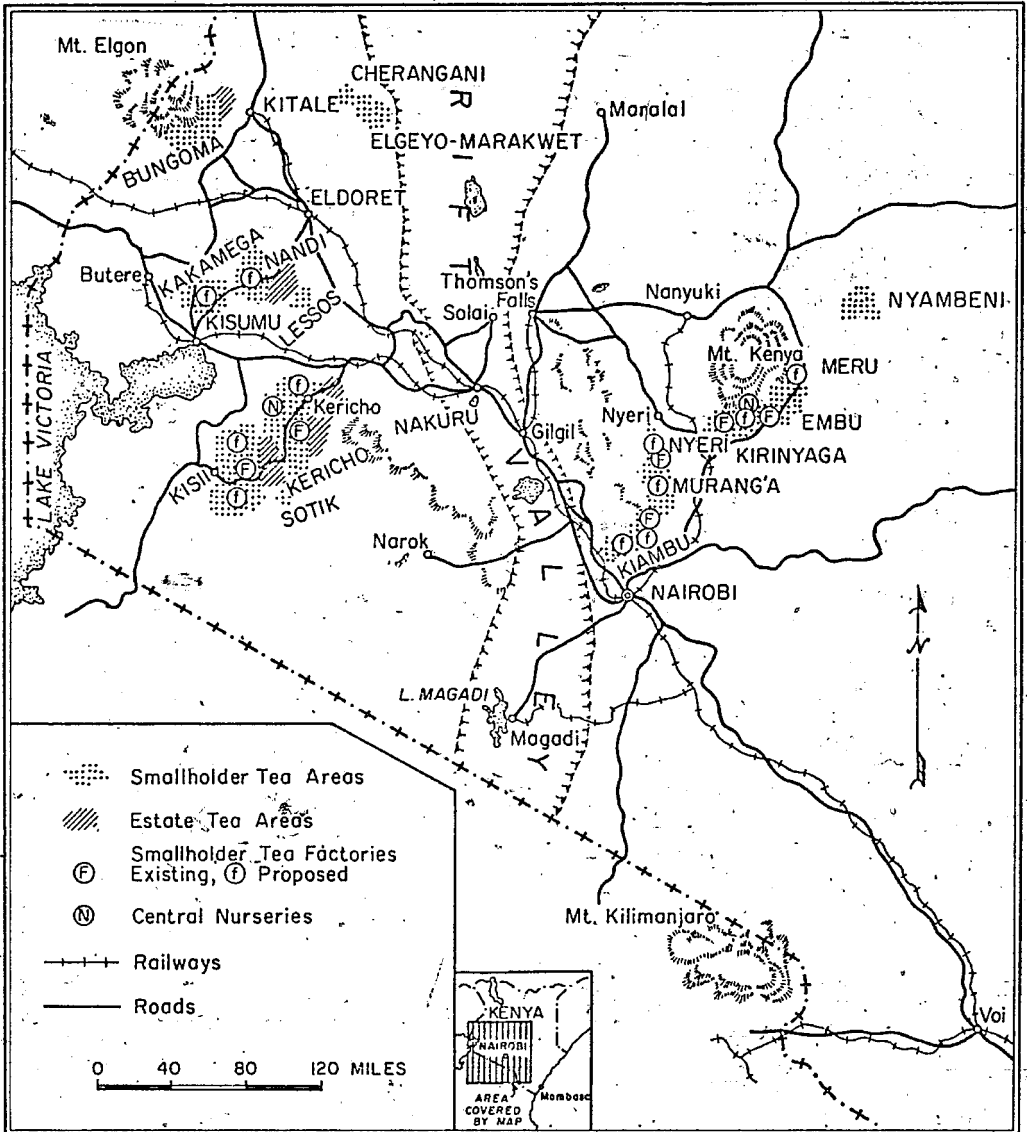 Mt. Elgon
CHERANGANI
KITALE
Maralal
ELGEYO-MARAKWET
BUNGOMA
ELDORET
RIFT VALLEY
KAKAMEGA
NANDI
Butere
Thomson's
Falls
Nanyuki
NYAMBENI
Solai
KISUMU
LESSOS
Mt. Kenya
MERU
N
Kericho
NAKURU
Nyeri
EMBU
f
F
Gilgil
NYERI
KIRINYAGA
LAKE VICTORIA
KISII
KERICHO
MURANG'A
SOTIK
Narok
KIAMBU
NAIROBI
N
L. MAGADI
Magadi
Smallholder Tea Areas
Estate Tea Areas
Smallholder Tea Factories
F Existing, f Proposed
N Central Nurseries
Railways
Roads
0 40 80 120 MILES
Mt. Kilimanjaro
Voi
KENYA
NAIROBI
Mombasa
AREA
COVERED
BY MAP